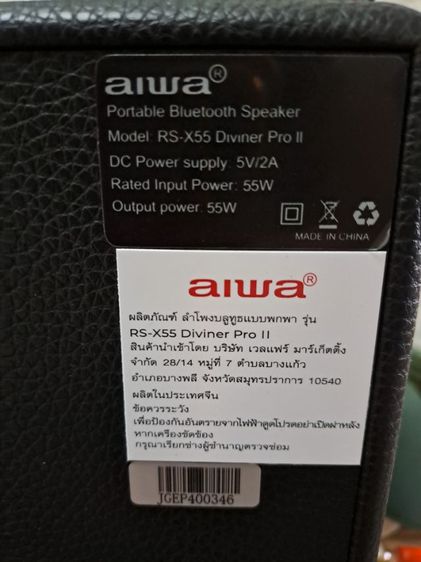 aiwa®
Portable Bluetooth Speaker
Model: RS-X55 Diviner Pro II
DC Power supply: 5V/2A
Rated Input Power: 55W
Output power: 55W
MADE IN CHINA
aiwa®
ผลิตภัณฑ์ ลำโพงบลูทูธแบบพกพา รุ่น
RS-X55 Diviner Pro II
สินค้านำเข้าโดย บริษัท เวลแฟร์ มาร์เก็ตติ้ง
จำกัด 28/14 หมู่ที่ 7 ตำบลบางแก้ว
อำเภอบางพลี จังหวัดสมุทรปราการ 10540
ผลิตในประเทศจีน
ข้อควรระวัง
เพื่อป้องกันอันตรายจากไฟฟ้าดูดโปรดอย่าเปิดฝาหลัง
หากเครื่องขัดข้อง
กรุณาเรียกช่างผู้ชำนาญตรวจซ่อม
JGEP400346